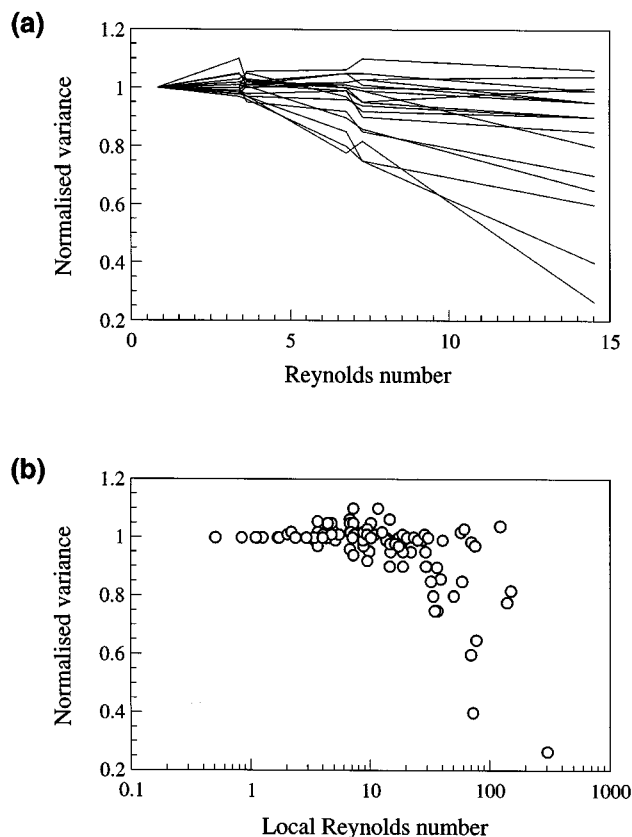 (a)
1.2
1
0.8
0.6
0.4
0.2
Normalised variance
0 5 10 15
Reynolds number
(b)
1.2
1
0.8
0.6
0.4
0.2
Normalised variance
0.1 1 10 100 1000
Local Reynolds number